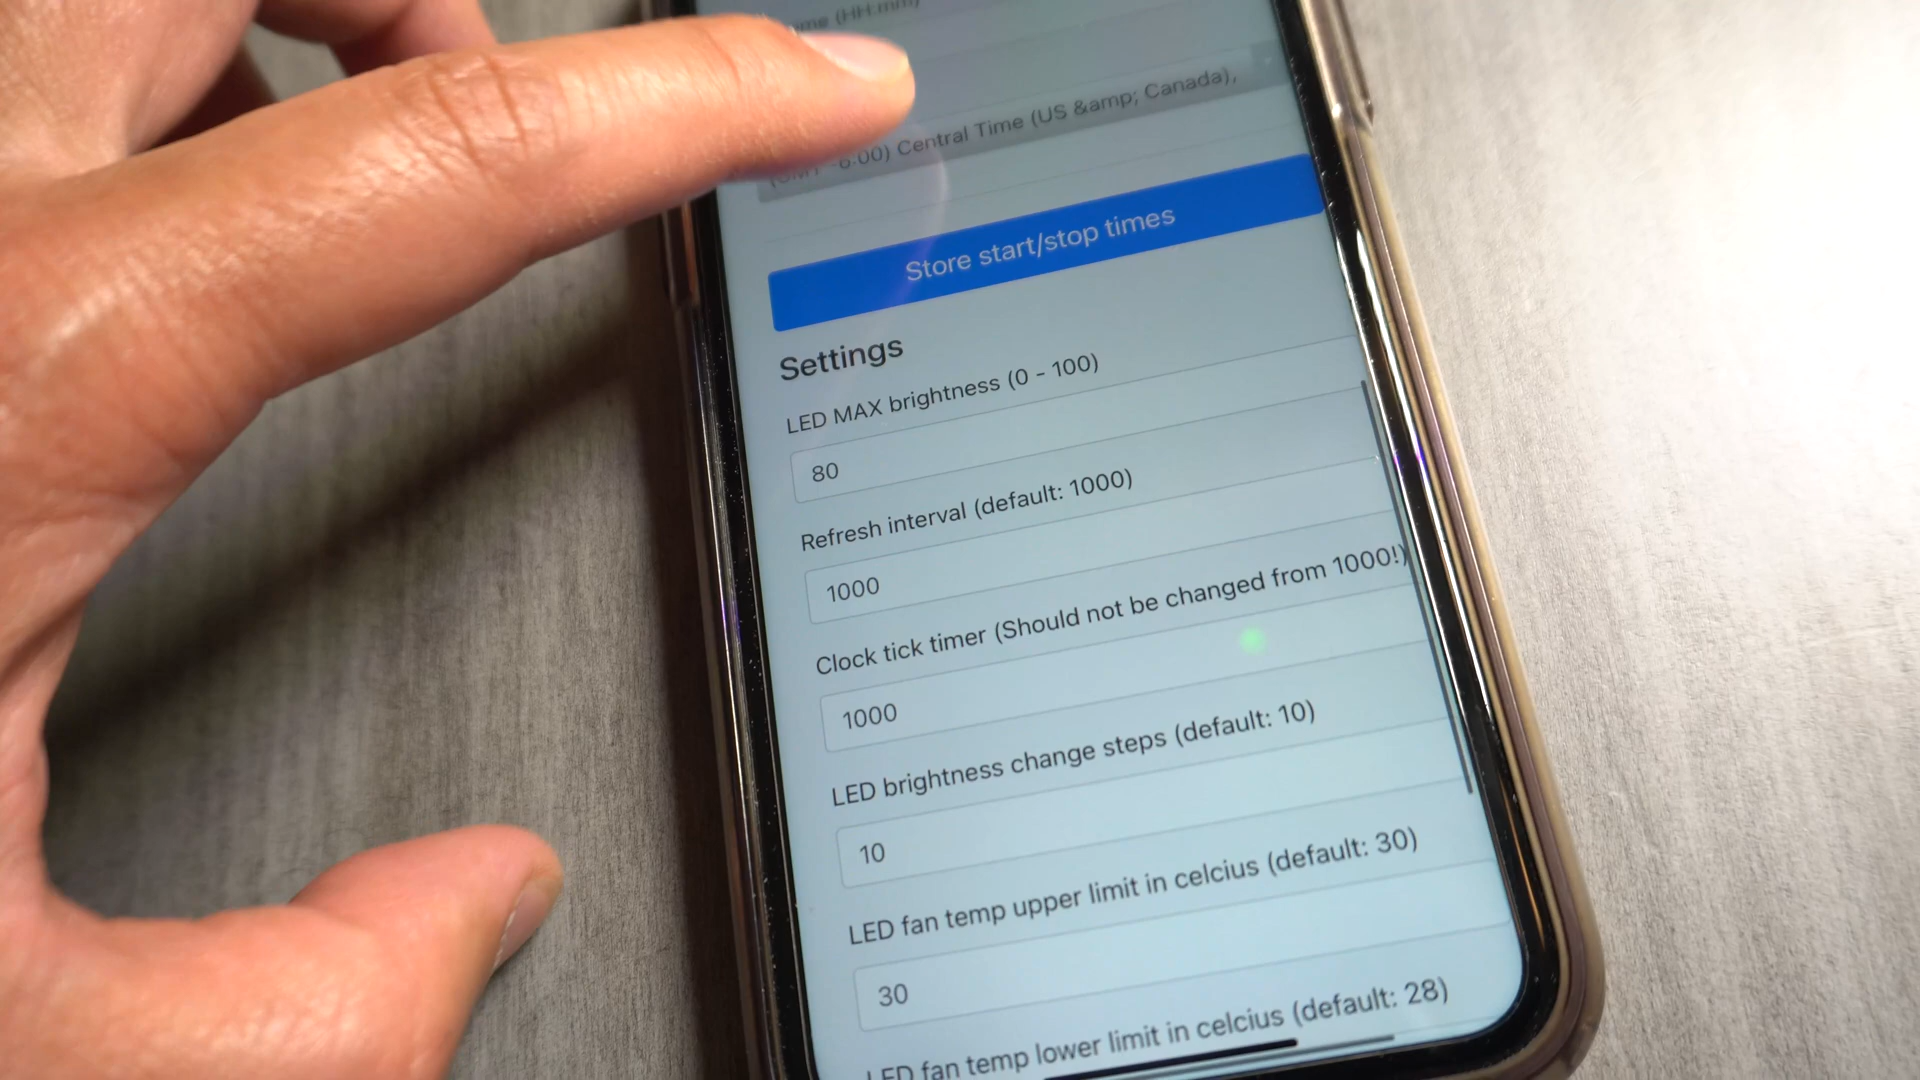 (HH:mm)
Central Time (US &amp; Canada),
Store start/stop times
Settings
LED MAX brightness (0 - 100)
80
Refresh interval (default: 1000)
1000
Clock tick timer (Should not be changed from 1000!)
1000
LED brightness change steps (default: 10)
10
LED fan temp upper limit in celcius (default: 30)
30
LED fan temp lower limit in celcius (default: 28)